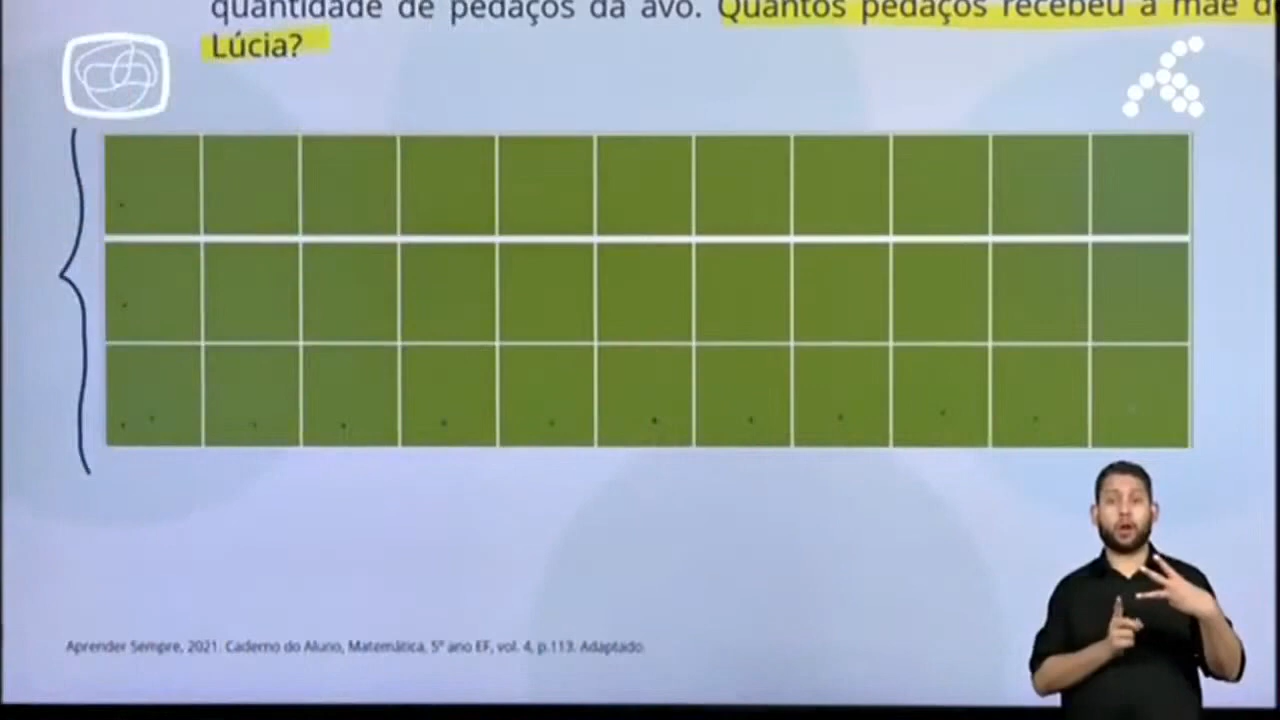 quantidade de pedaços da avó. Quantos pedaços recebeu a mãe d
Lúcia?
Aprender Sempre, 2021. Caderno do Aluno, Matemática, 5º ano EF, vol. 4, p.113. Adaptado.